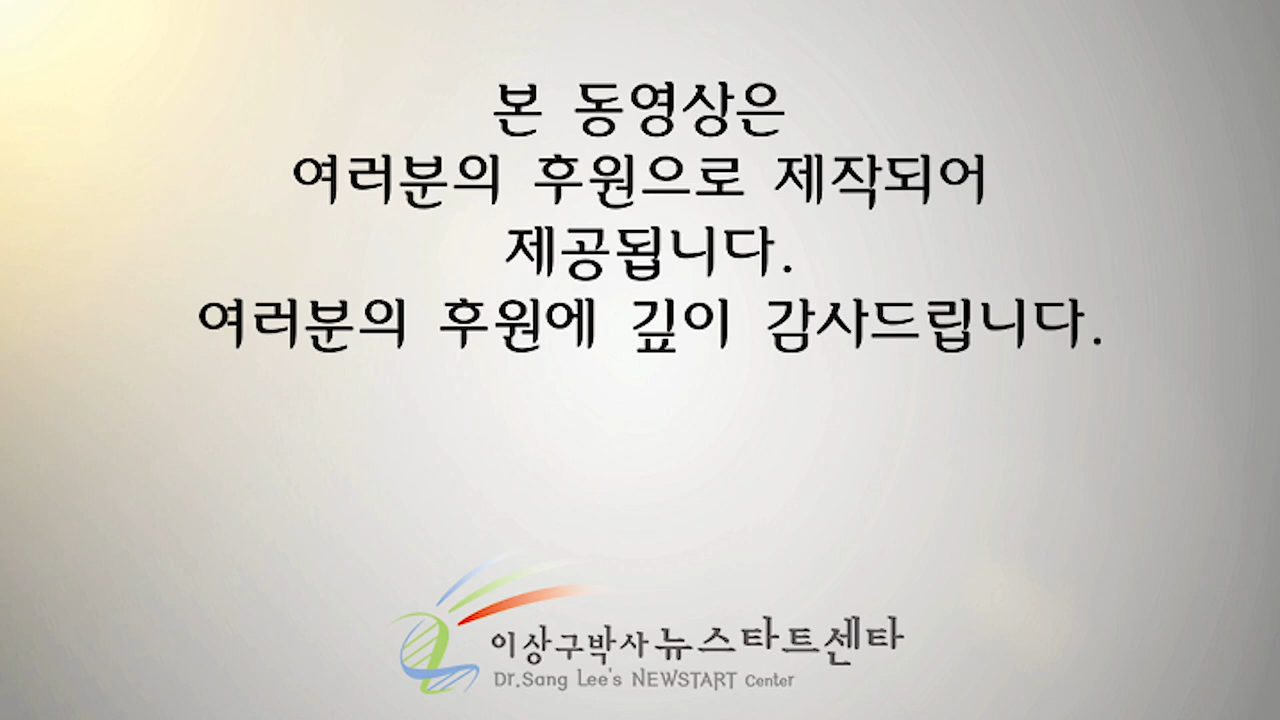 본 동영상은
여러분의 후원으로 제작되어
제공됩니다.
여러분의 후원에 깊이 감사드립니다.
이상구박사 뉴스타트센타
Dr.Sang Lee's NEWSTART Center